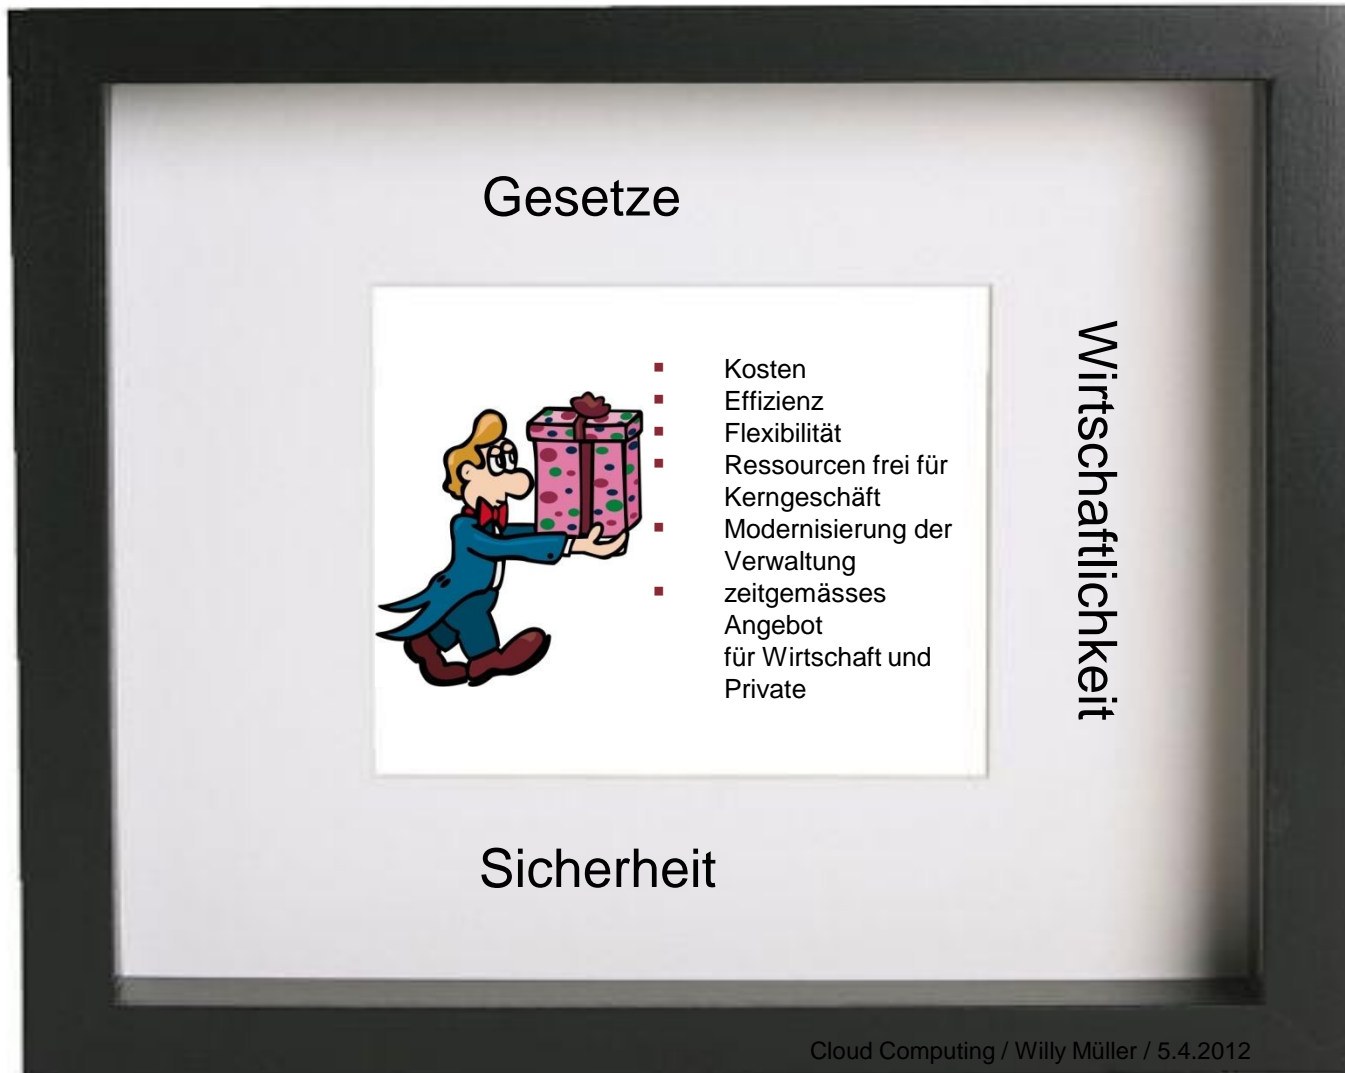 Gesetze
Kosten
Effizienz
Flexibilität
Ressourcen frei für
Kerngeschäft
Modernisierung der
Verwaltung
zeitgemässes
Angebot
für Wirtschaft und
Private
Wirtschaftlichkeit
Sicherheit
Cloud Computing / Willy Müller / 5.4.2012